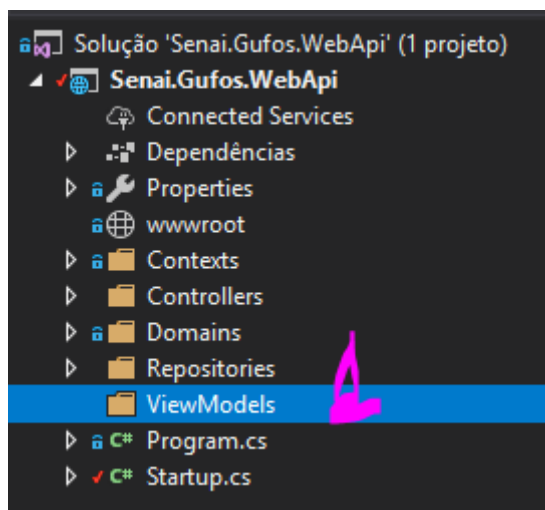 Solução 'Senai.Gufos.WebApi' (1 projeto)
Senai.Gufos.WebApi
Connected Services
Dependências
Properties
wwwroot
Contexts
Controllers
Domains
Repositories
ViewModels
C# Program.cs
C# Startup.cs